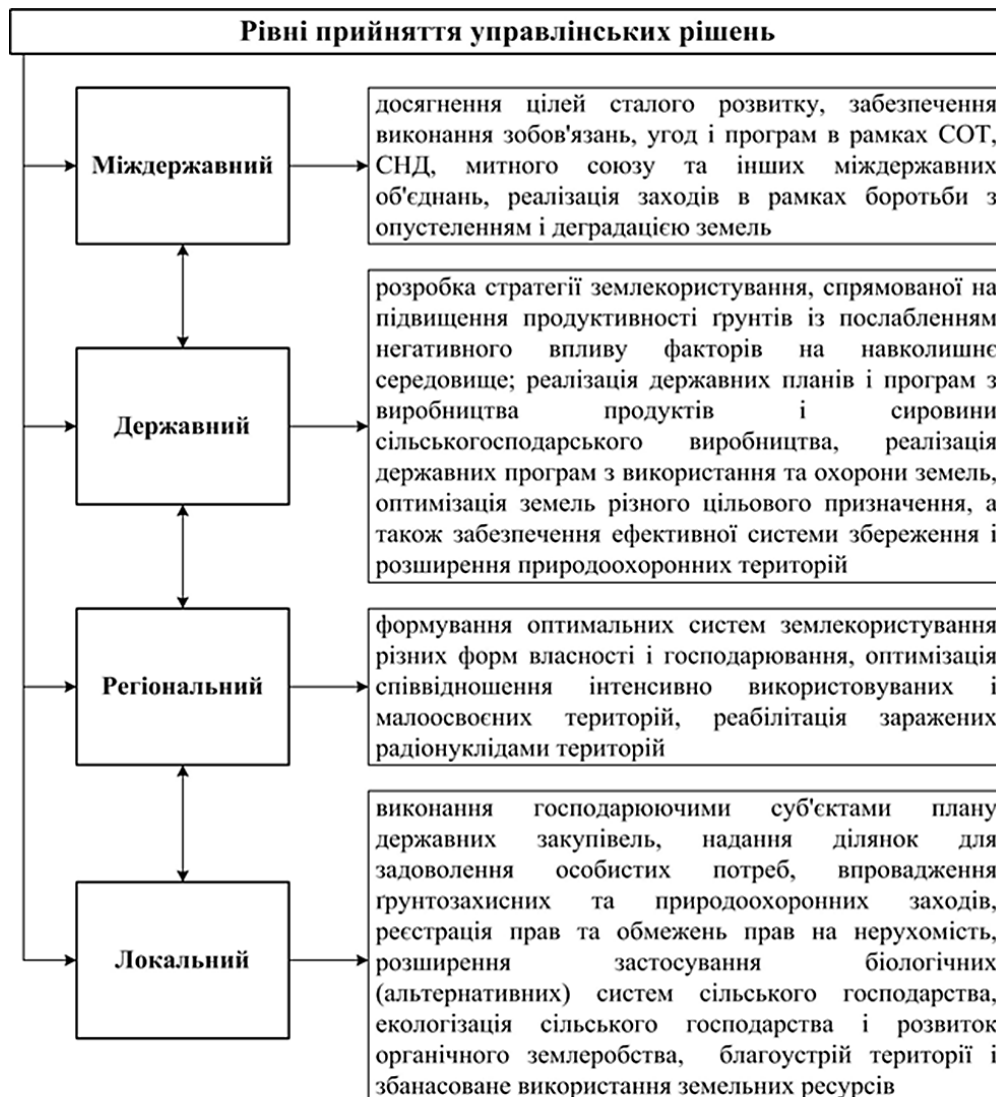 Рівні прийняття управлінських рішень
Міждержавний
досягнення цілей сталого розвитку, забезпечення
виконання зобов'язань, угод і програм в рамках СОТ,
СНД, митного союзу та інших міждержавних
об'єднань, реалізація заходів в рамках боротьби з
опустеленням і деградацією земель
Державний
розробка стратегії землекористування, спрямованої на
підвищення продуктивності ґрунтів із послабленням
негативного впливу факторів на навколишнє
середовище; реалізація державних планів і програм з
виробництва продуктів і сировини
сільськогосподарського виробництва, реалізація
державних програм з використання та охорони земель,
оптимізація земель різного цільового призначення, а
також забезпечення ефективної системи збереження і
розширення природоохоронних територій
Регіональний
формування оптимальних систем землекористування
різних форм власності і господарювання, оптимізація
співвідношення інтенсивно використовуваних і
малоосвоєних територій, реабілітація заражених
радіонуклідами територій
Локальний
виконання господарюючими суб'єктами плану
державних закупівель, надання ділянок для
задоволення особистих потреб, впровадження
ґрунтозахисних та природоохоронних заходів,
реєстрація прав та обмежень прав на нерухомість,
розширення застосування біологічних
(альтернативних) систем сільського господарства,
екологізація сільського господарства і розвиток
органічного землеробства, благоустрій території і
збанасоване використання земельних ресурсів